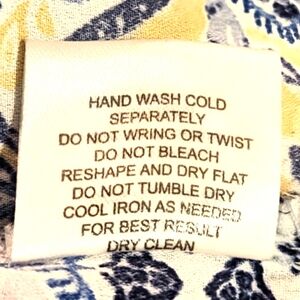 HAND WASH COLD
SEPARATELY
DO NOT WRING OR TWIST
DO NOT BLEACH
RESHAPE AND DRY FLAT
DO NOT TUMBLE DRY
COOL IRON AS NEEDED
FOR BEST RESULT
DRY CLEAN